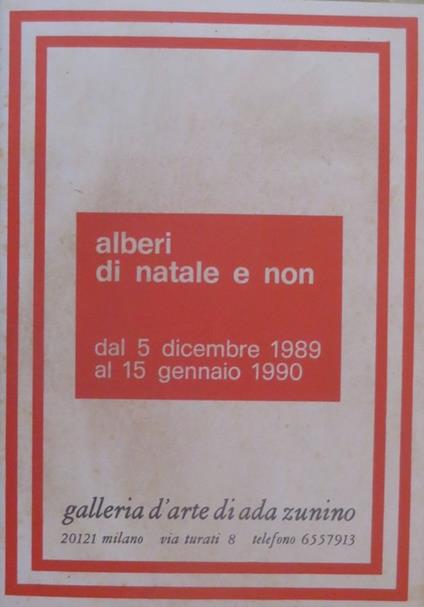 alberi
di natale e non
dal 5 dicembre 1989
al 15 gennaio 1990
galleria d'arte di ada zunino
20121 milano via turati 8 telefono 6557913